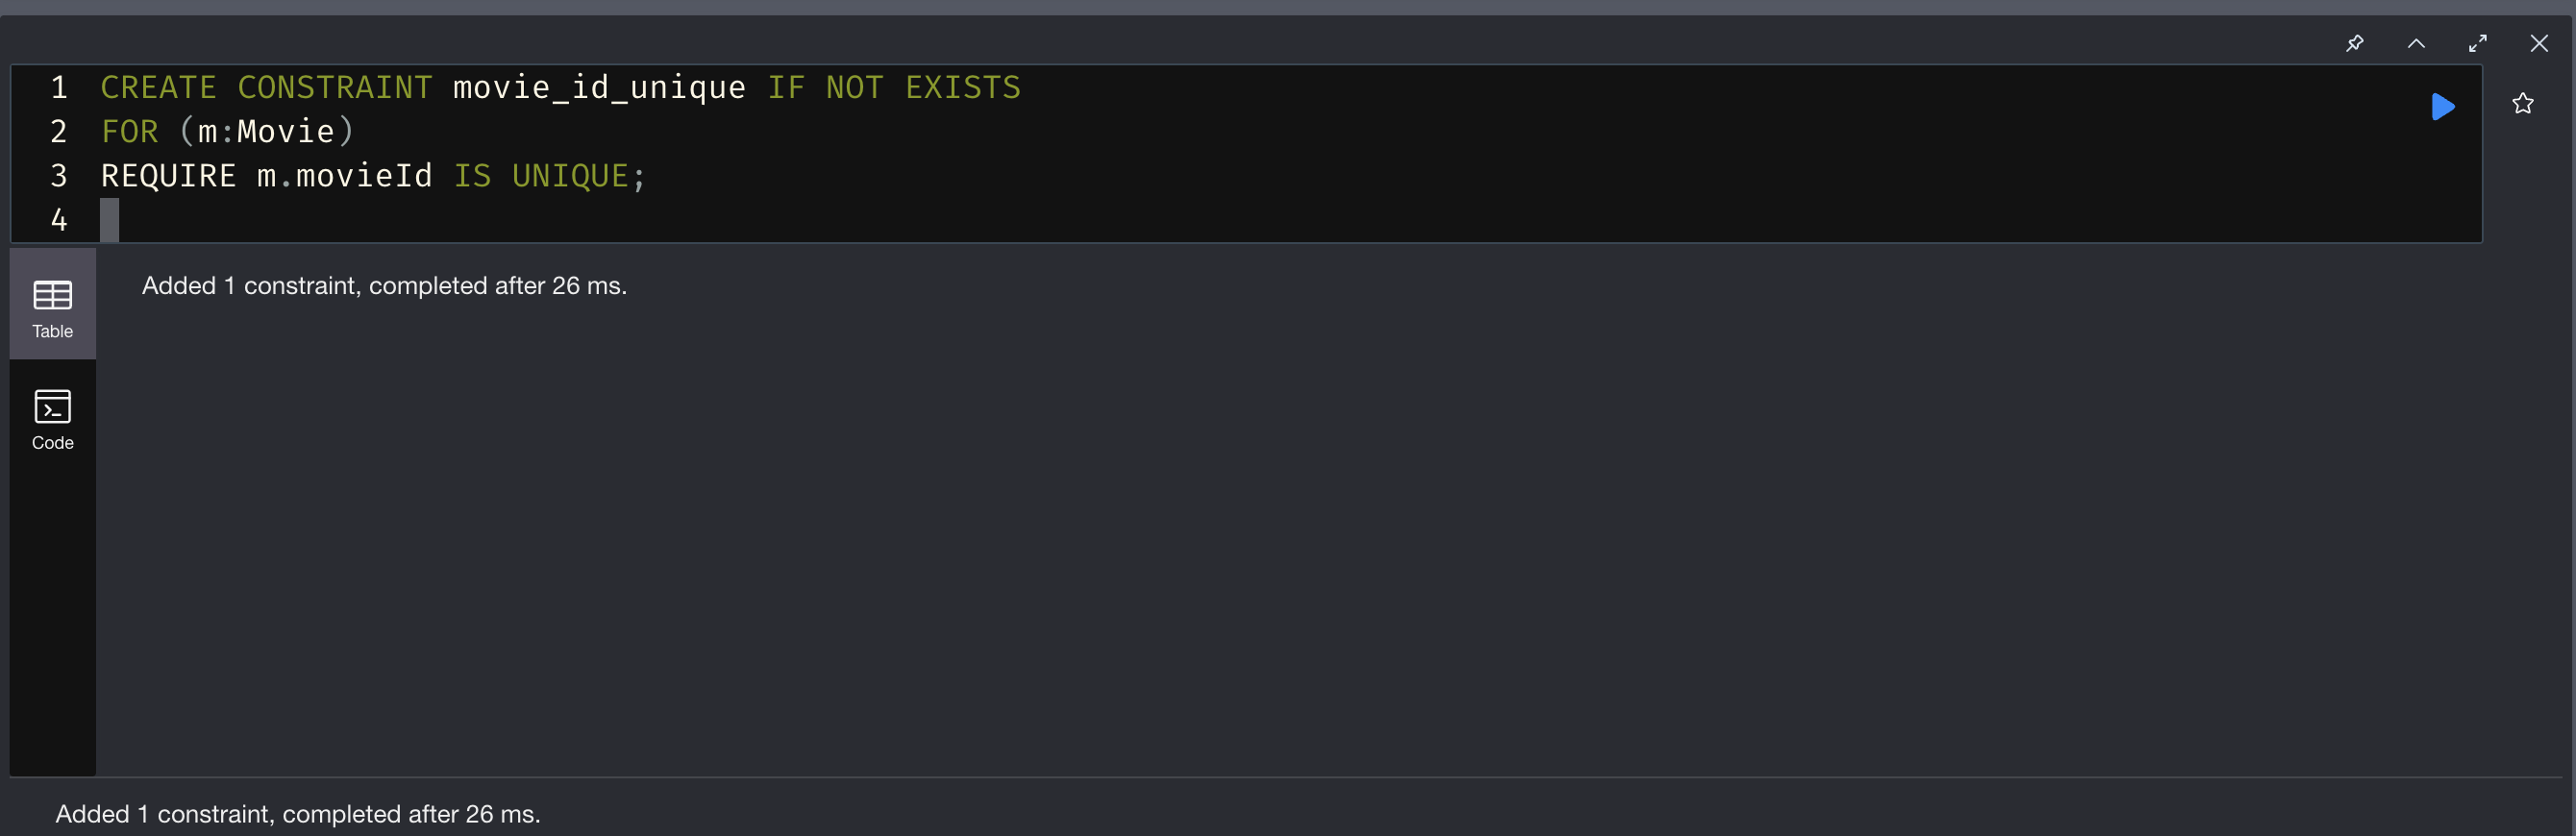 1 CREATE CONSTRAINT movie_id_unique IF NOT EXISTS
2 FOR (m:Movie)
3 REQUIRE m.movieId IS UNIQUE;
4
Table
Added 1 constraint, completed after 26 ms.
Code
Added 1 constraint, completed after 26 ms.